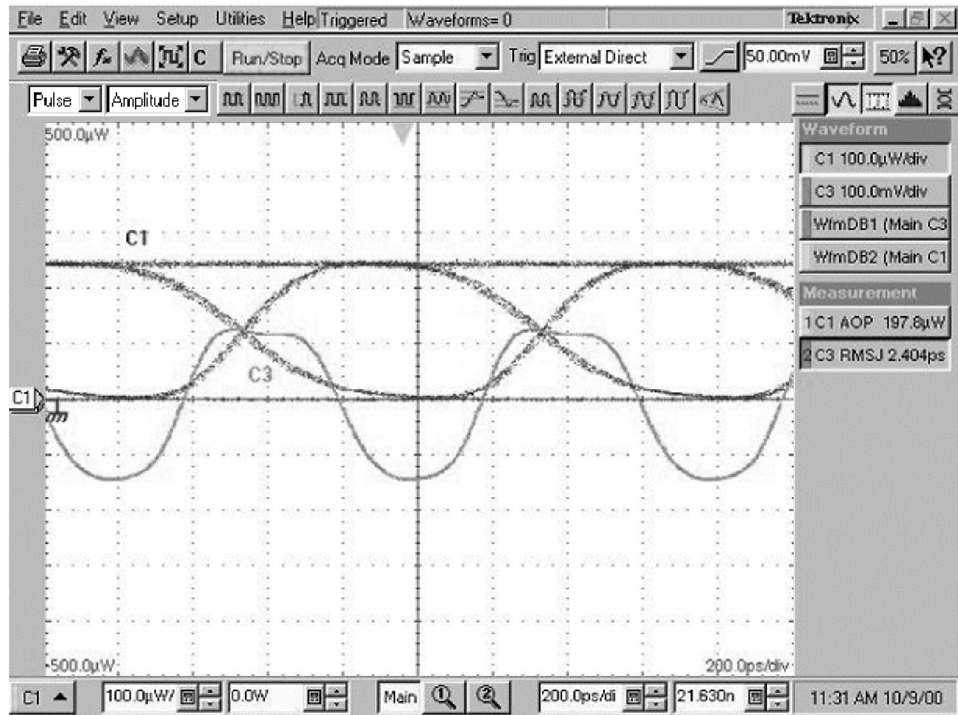 File Edit View Setup Utilities Help Triggered Waveforms= 0 Tektronix
C Run/Stop Acq Mode Sample Trig External Direct 50.00mV 50%
Pulse Amplitude
500.0µW
Waveform
C1 100.0µW/div
C3 100.0mV/div
WfmDB1 (Main C3
WfmDB2 (Main C1
Measurement
1 C1 AOP 197.8µW
2 C3 RMSJ 2.404ps
C1
C3
C1
-500.0µW
200.0ps/div
C1 100.0µW/ 0.0W Main 1 2 200.0ps/di 21.630n 11:31 AM 10/9/00